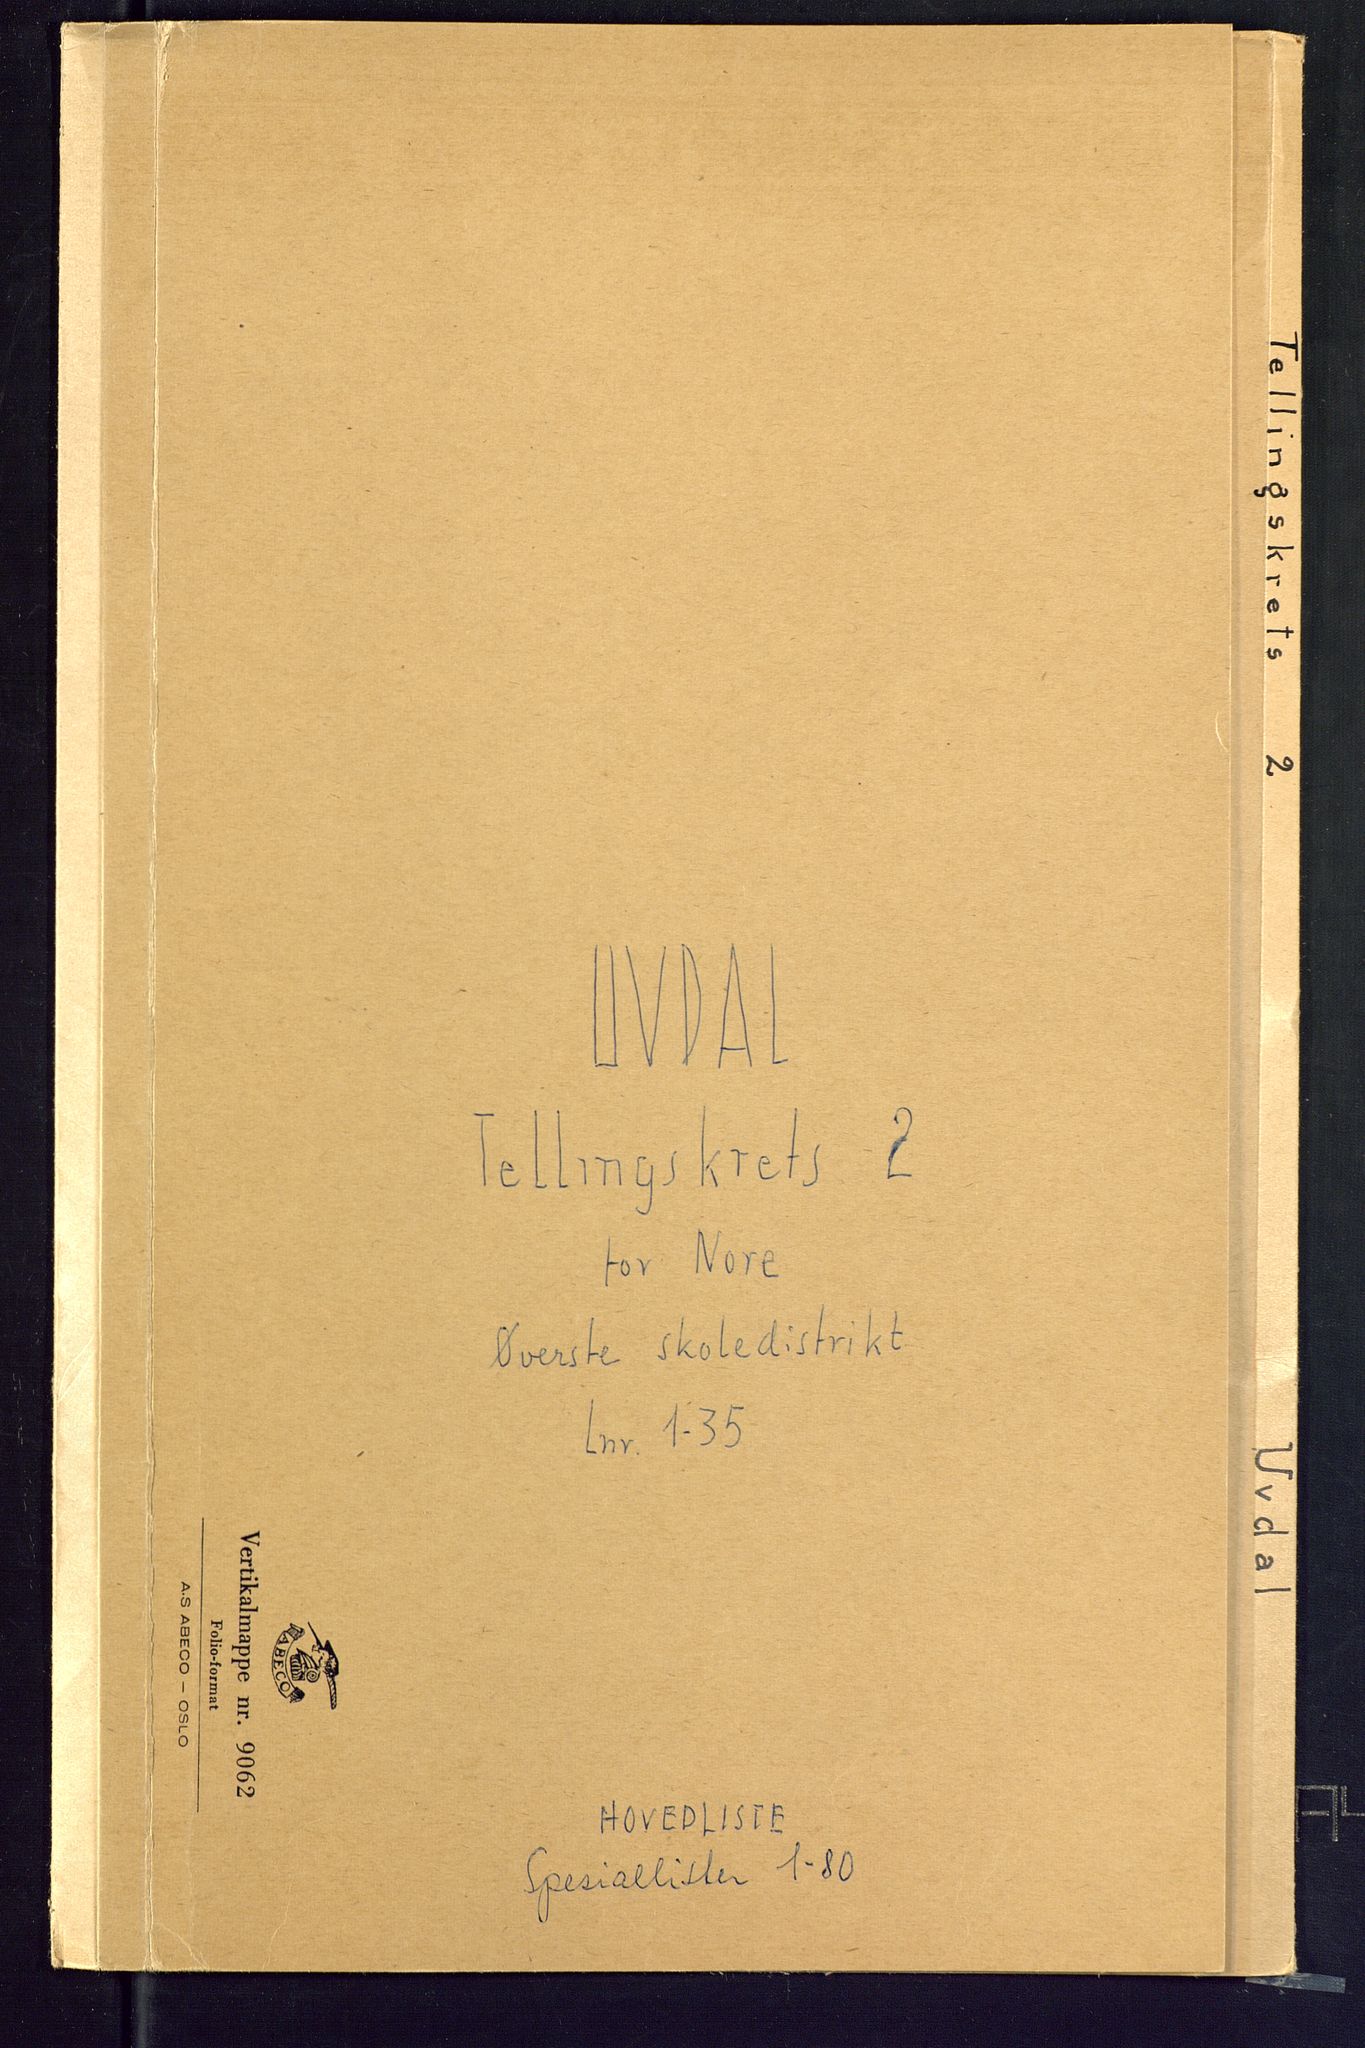 UVDAL
Tellingskrets 2
for Nore
Øverste skoledistrikt
Lnr. 1-35
HOVEDLISTE
Spesiallister 1-80
Tellingskrets 2 Uvdal
ABECO
Vertikalmappe nr. 9062
Folio-format
A.S ABECO – OSLO